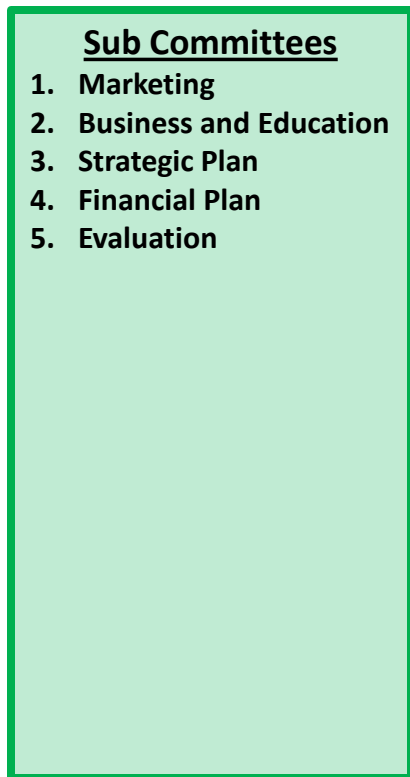 Sub Committees
1. Marketing
2. Business and Education
3. Strategic Plan
4. Financial Plan
5. Evaluation